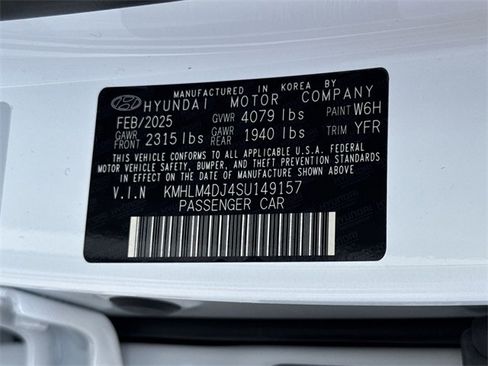 MANUFACTURED IN KOREA BY
HYUNDAI MOTOR COMPANY
FEB/2025 GVWR 4079 lbs PAINT W6H
GAWR FRONT 2315 lbs GAWR REAR 1940 lbs TRIM YFR
THIS VEHICLE CONFORMS TO ALL APPLICABLE U.S.A. FEDERAL
MOTOR VEHICLE SAFETY, BUMPER, AND THEFT PREVENTION STANDARDS
IN EFFECT ON THE DATE OF MANUFACTURE SHOWN ABOVE.
V.I.N KMHLM4DJ4SU149157
PASSENGER CAR